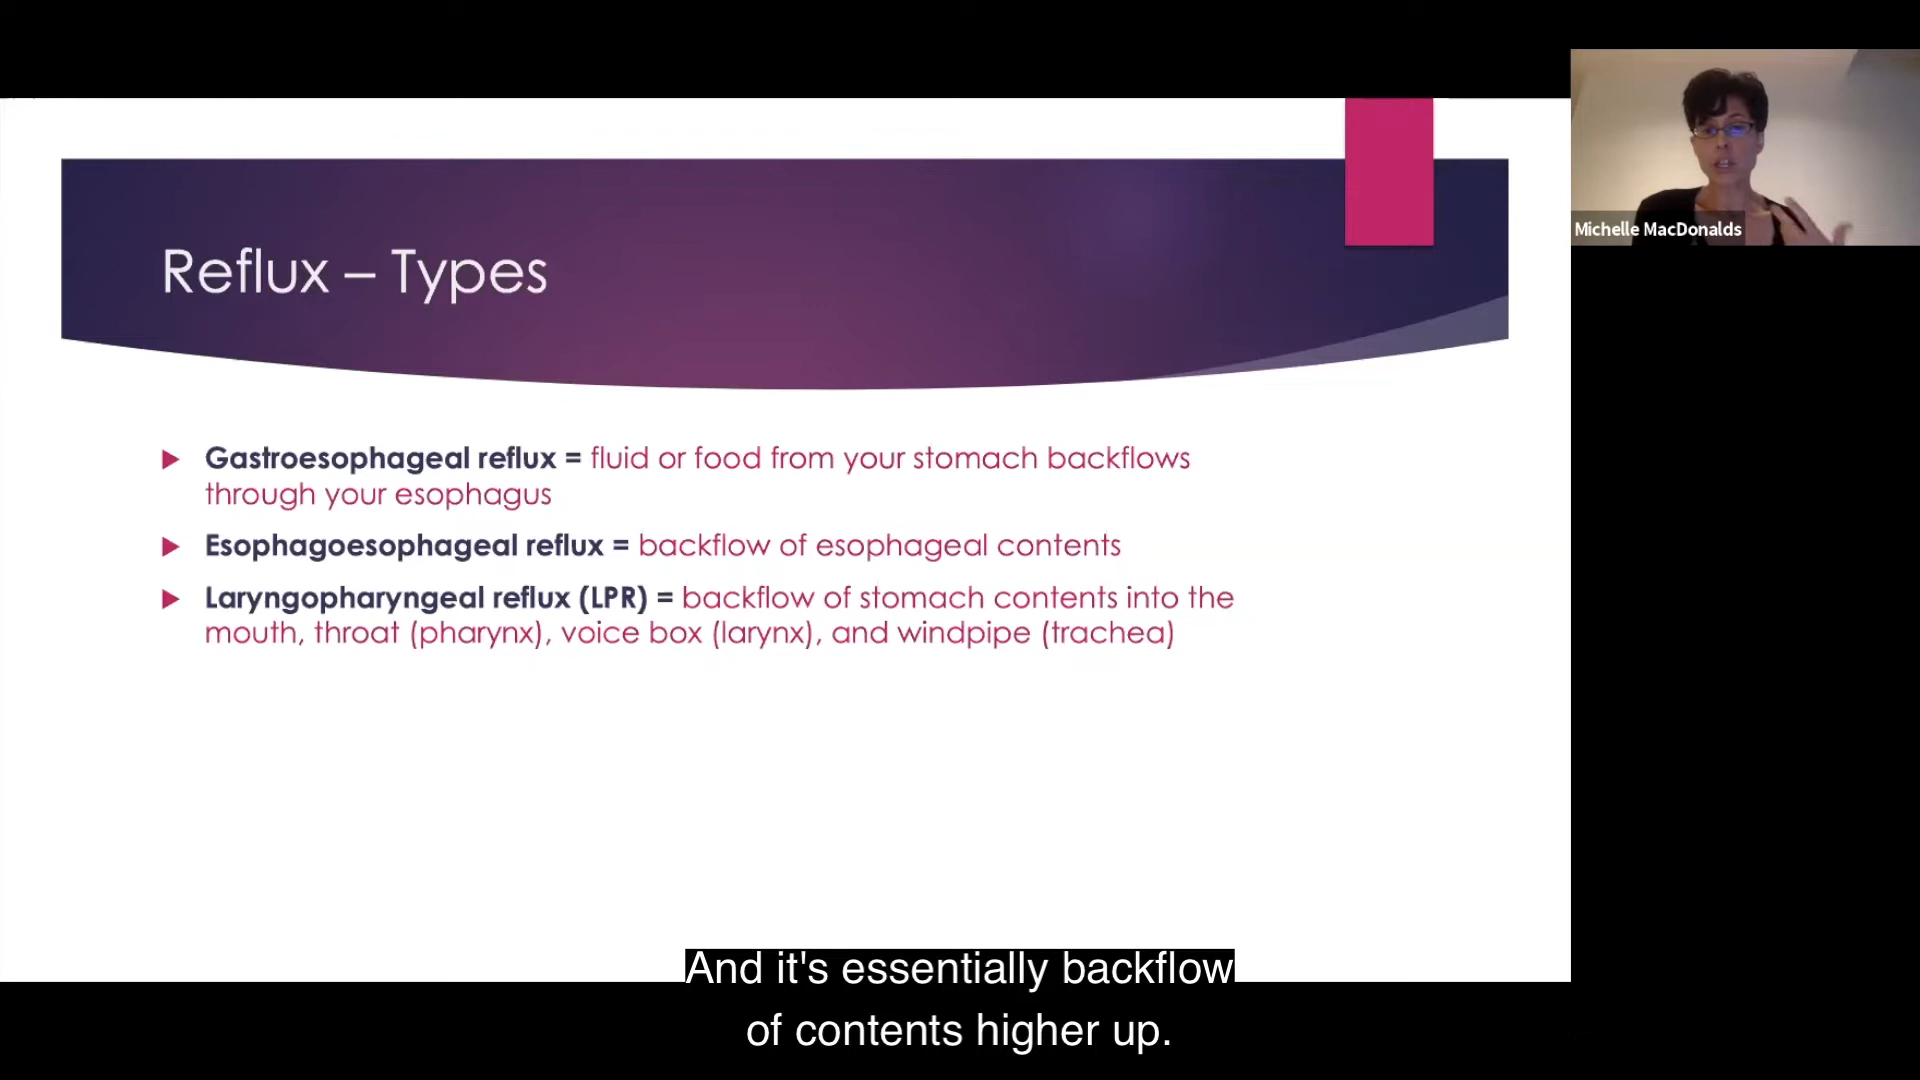 Michelle MacDonalds
Reflux – Types
Gastroesophageal reflux = fluid or food from your stomach backflows
through your esophagus
Esophagoesophageal reflux = backflow of esophageal contents
Laryngopharyngeal reflux (LPR) = backflow of stomach contents into the
mouth, throat (pharynx), voice box (larynx), and windpipe (trachea)
And it's essentially backflow
of contents higher up.